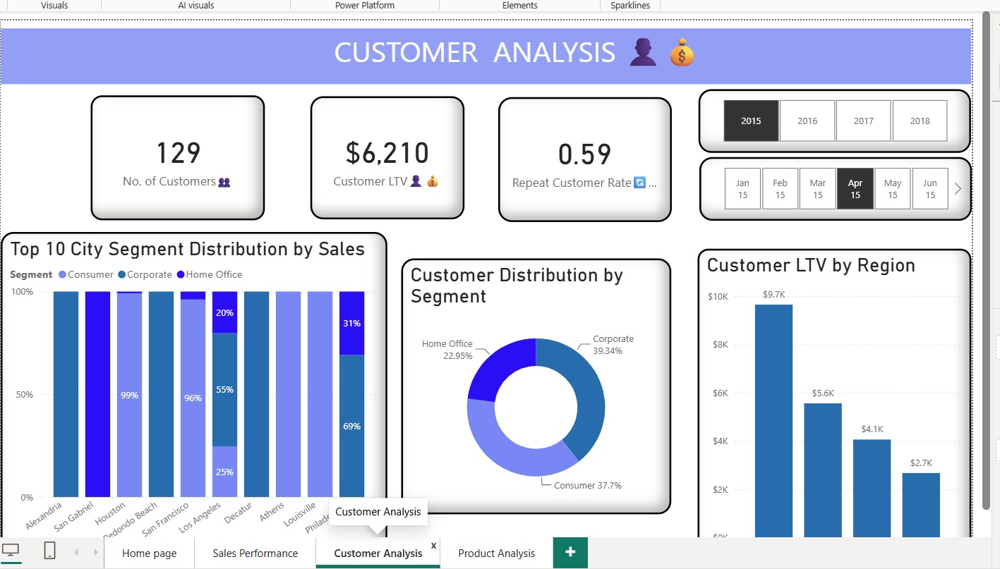 Visuals
AI visuals
Power Platform
Elements
Sparklines
CUSTOMER ANALYSIS
129
No. of Customers
$6,210
Customer LTV
0.59
Repeat Customer Rate ...
2015
2016
2017
2018
Jan
15
Feb
15
Mar
15
Apr
15
May
15
Jun
15
Top 10 City Segment Distribution by Sales
Segment Consumer Corporate Home Office
100%
50%
0%
99%
96%
20%
55%
25%
31%
69%
Alexandria
San Gabriel
Houston
Redondo Beach
San Francisco
Los Angeles
Decatur
Athens
Louisville
Customer Distribution by
Segment
Home Office
22.95%
Corporate
39.34%
Consumer 37.7%
Customer LTV by Region
$10K
$8K
$6K
$4K
$2K
$0K
$9.7K
$5.6K
$4.1K
$2.7K
Customer Analysis
Home page
Sales Performance
Customer Analysis
x
Product Analysis
+